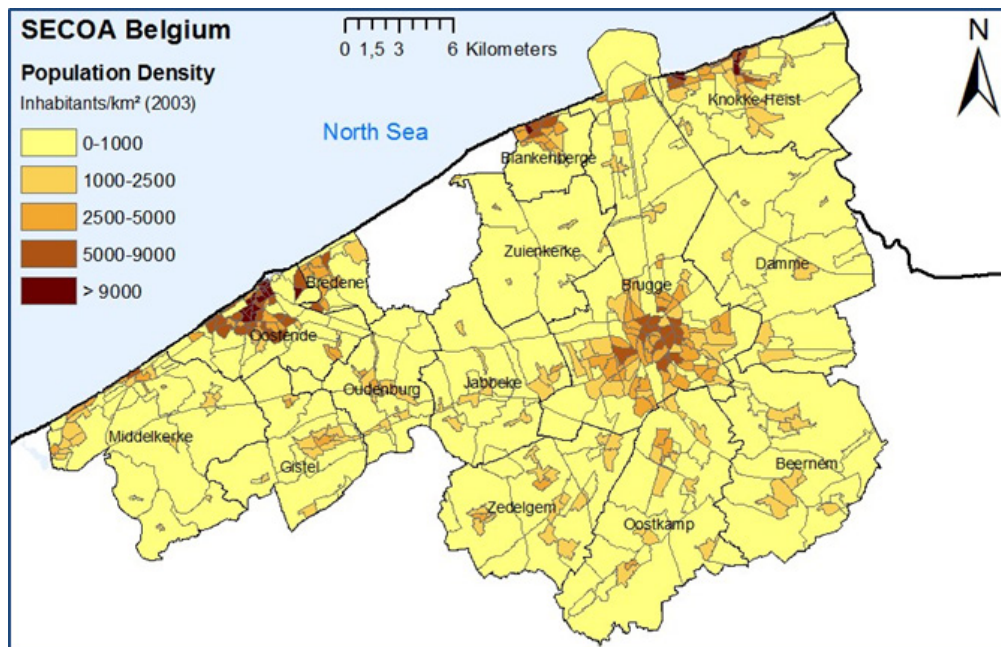 SECOA Belgium
0 1,5 3 6 Kilometers
N
Population Density
Inhabitants/km² (2003)
0-1000
1000-2500
2500-5000
5000-9000
> 9000
North Sea
Knokke-Heist
Blankenberge
Zuienkerke
Damme
Bredene
Brugge
Oostende
Oudenburg
Jabbeke
Middelkerke
Gistel
Beernem
Zedelgem
Oostkamp